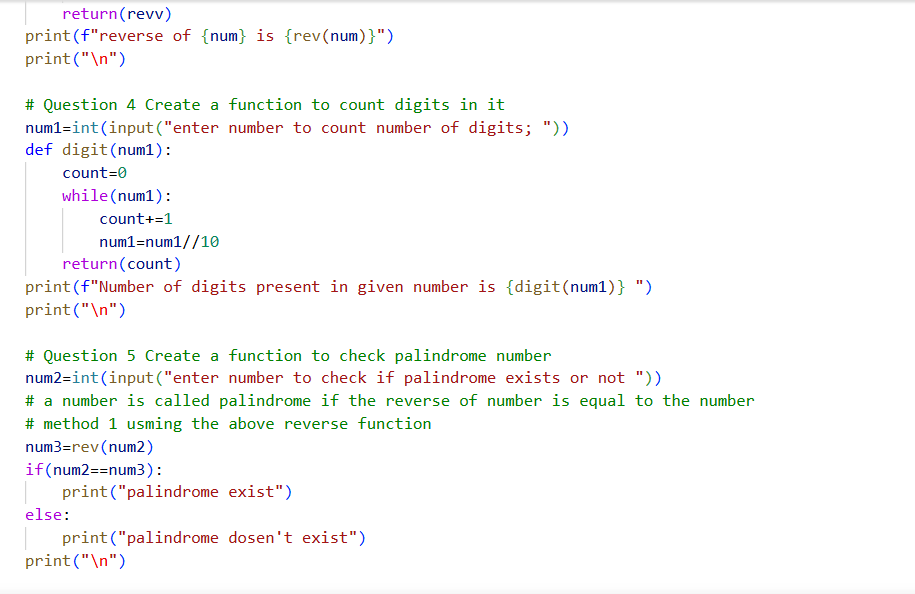 return(revv)
print(f"reverse of {num} is {rev(num)}")
print("\n")

# Question 4 Create a function to count digits in it
num1=int(input("enter number to count number of digits; "))
def digit(num1):
    count=0
    while(num1):
        count+=1
        num1=num1//10
    return(count)
print(f"Number of digits present in given number is {digit(num1)} ")
print("\n")

# Question 5 Create a function to check palindrome number
num2=int(input("enter number to check if palindrome exists or not "))
# a number is called palindrome if the reverse of number is equal to the number
# method 1 usming the above reverse function
num3=rev(num2)
if(num2==num3):
    print("palindrome exist")
else:
    print("palindrome dosen't exist")
print("\n")